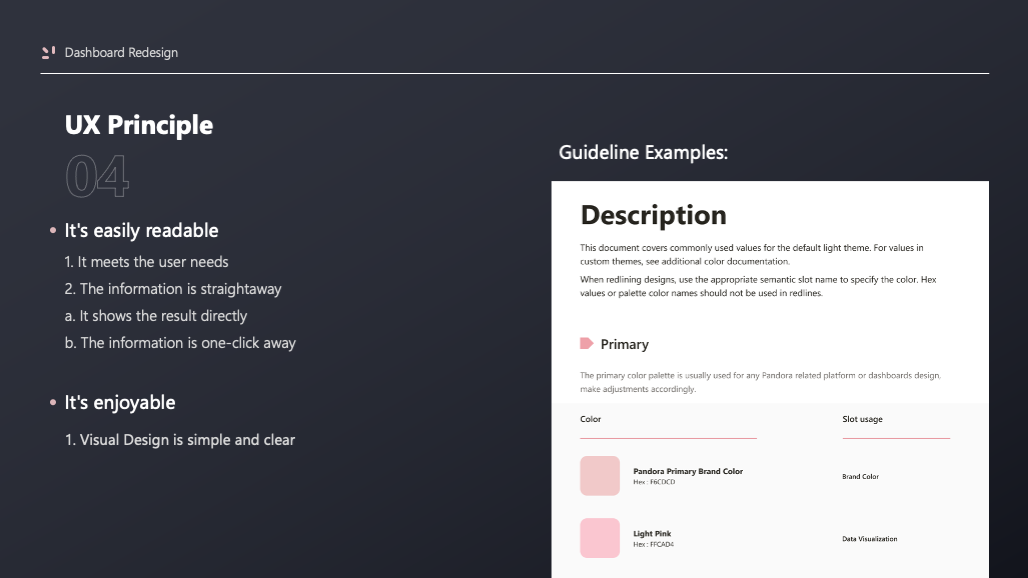 Dashboard Redesign
UX Principle
04
It's easily readable
1. It meets the user needs
2. The information is straightaway
a. It shows the result directly
b. The information is one-click away
It's enjoyable
1. Visual Design is simple and clear
Guideline Examples:
Description
This document covers commonly used values for the default light theme. For values in
custom themes, see additional color documentation.
When redlining designs, use the appropriate semantic slot name to specify the color. Hex
values or palette color names should not be used in redlines.
Primary
The primary color palette is usually used for any Pandora related platform or dashboards design,
make adjustments accordingly.
Color
Slot usage
Pandora Primary Brand Color
Hex : F6CDCD
Brand Color
Light Pink
Hex : FFCAD4
Data Visualization